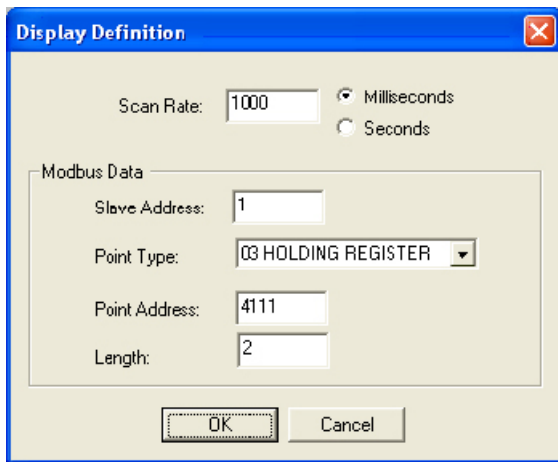 Display Definition
Scan Rate: 1000 Milliseconds
Seconds
Modbus Data
Slave Address: 1
Point Type: 03 HOLDING REGISTER
Point Address: 4111
Length: 2
OK Cancel